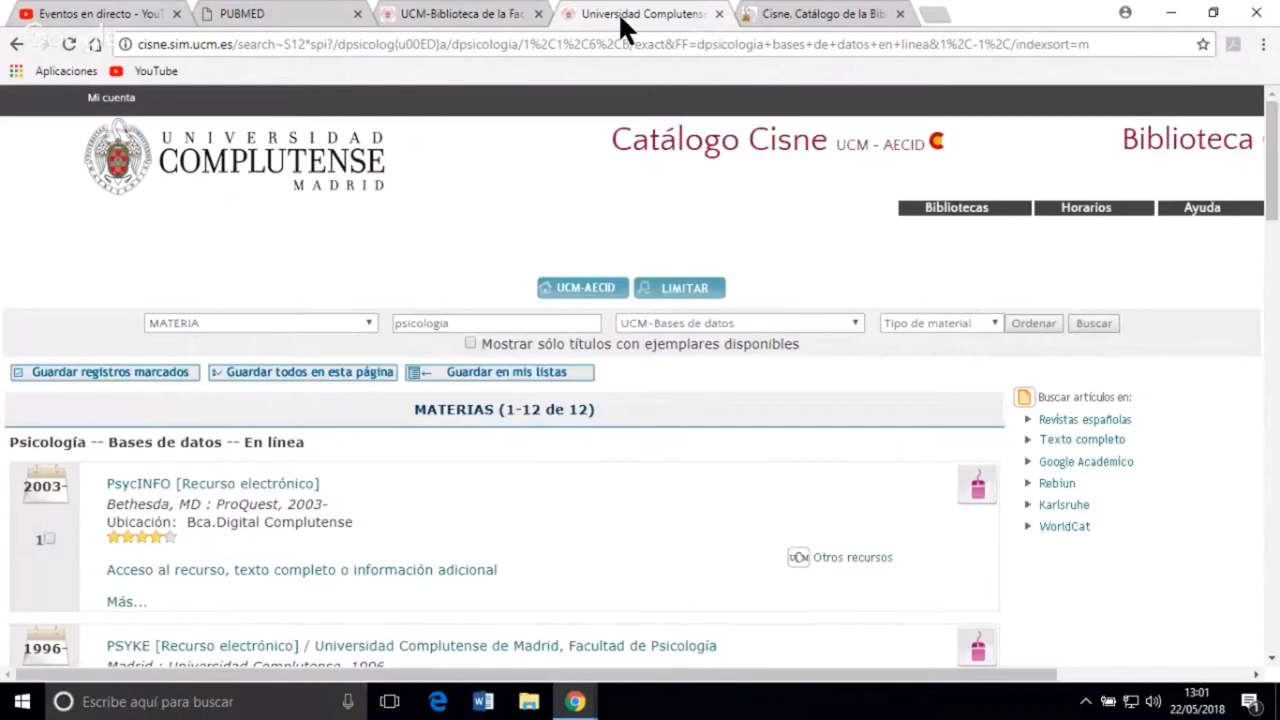 Eventos en directo - You
PUBMED
UCM-Biblioteca de la Fac
Universidad Complutens
Cisne. Catálogo de la Bib
cisne.sim.ucm.es/search~S12*spi?/dpsicolog{u00ED}a/dpsicologia/1%2C1%2C6%2CB/exact&FF=dpsicologia+bases+de+datos+en+linea&1%2C-1%2C/indexsort=m
Aplicaciones
YouTube
Mi cuenta
UNIVERSIDAD
COMPLUTENSE
MADRID
Catálogo Cisne UCM - AECID
Biblioteca
Bibliotecas
Horarios
Ayuda
UCM-AECID
LIMITAR
MATERIA
psicologia
UCM-Bases de datos
Tipo de material
Ordenar
Buscar
Mostrar sólo títulos con ejemplares disponibles
Guardar registros marcados
Guardar todos en esta página
Guardar en mis listas
MATERIAS (1-12 de 12)
Psicología -- Bases de datos -- En línea
2003-
1
PsycINFO [Recurso electrónico]
Bethesda, MD : ProQuest, 2003-
Ubicación: Bca.Digital Complutense
UCM Otros recursos
Acceso al recurso, texto completo o información adicional
Más...
1996-
PSYKE [Recurso electrónico] / Universidad Complutense de Madrid, Facultad de Psicología
Madrid : Universidad Complutense, 1996
Buscar artículos en:
Revistas españolas
Texto completo
Google Académico
Rebiun
Karlsruhe
WorldCat
Escribe aquí para buscar
13:01
22/05/2018
1